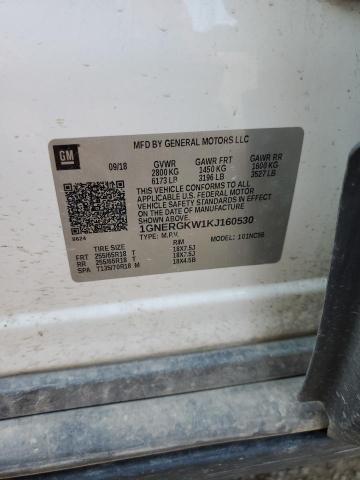 GM
MFD BY GENERAL MOTORS LLC
09/18 GVWR GAWR FRT GAWR RR
2800 KG 1450 KG 1600 KG
6173 LB 3196 LB 3527 LB
THIS VEHICLE CONFORMS TO ALL
APPLICABLE U.S. FEDERAL MOTOR
VEHICLE SAFETY STANDARDS IN EFFECT
ON THE DATE OF MANUFACTURE
SHOWN ABOVE.
1GNERGKW1KJ160530
TYPE: M.P.V. MODEL: 101NC56
9624
TIRE SIZE RIM
FRT 255/65R18 T 18X7.5J
RR 255/65R18 T 18X7.5J
SPA T135/70R18 M 18X4.5B